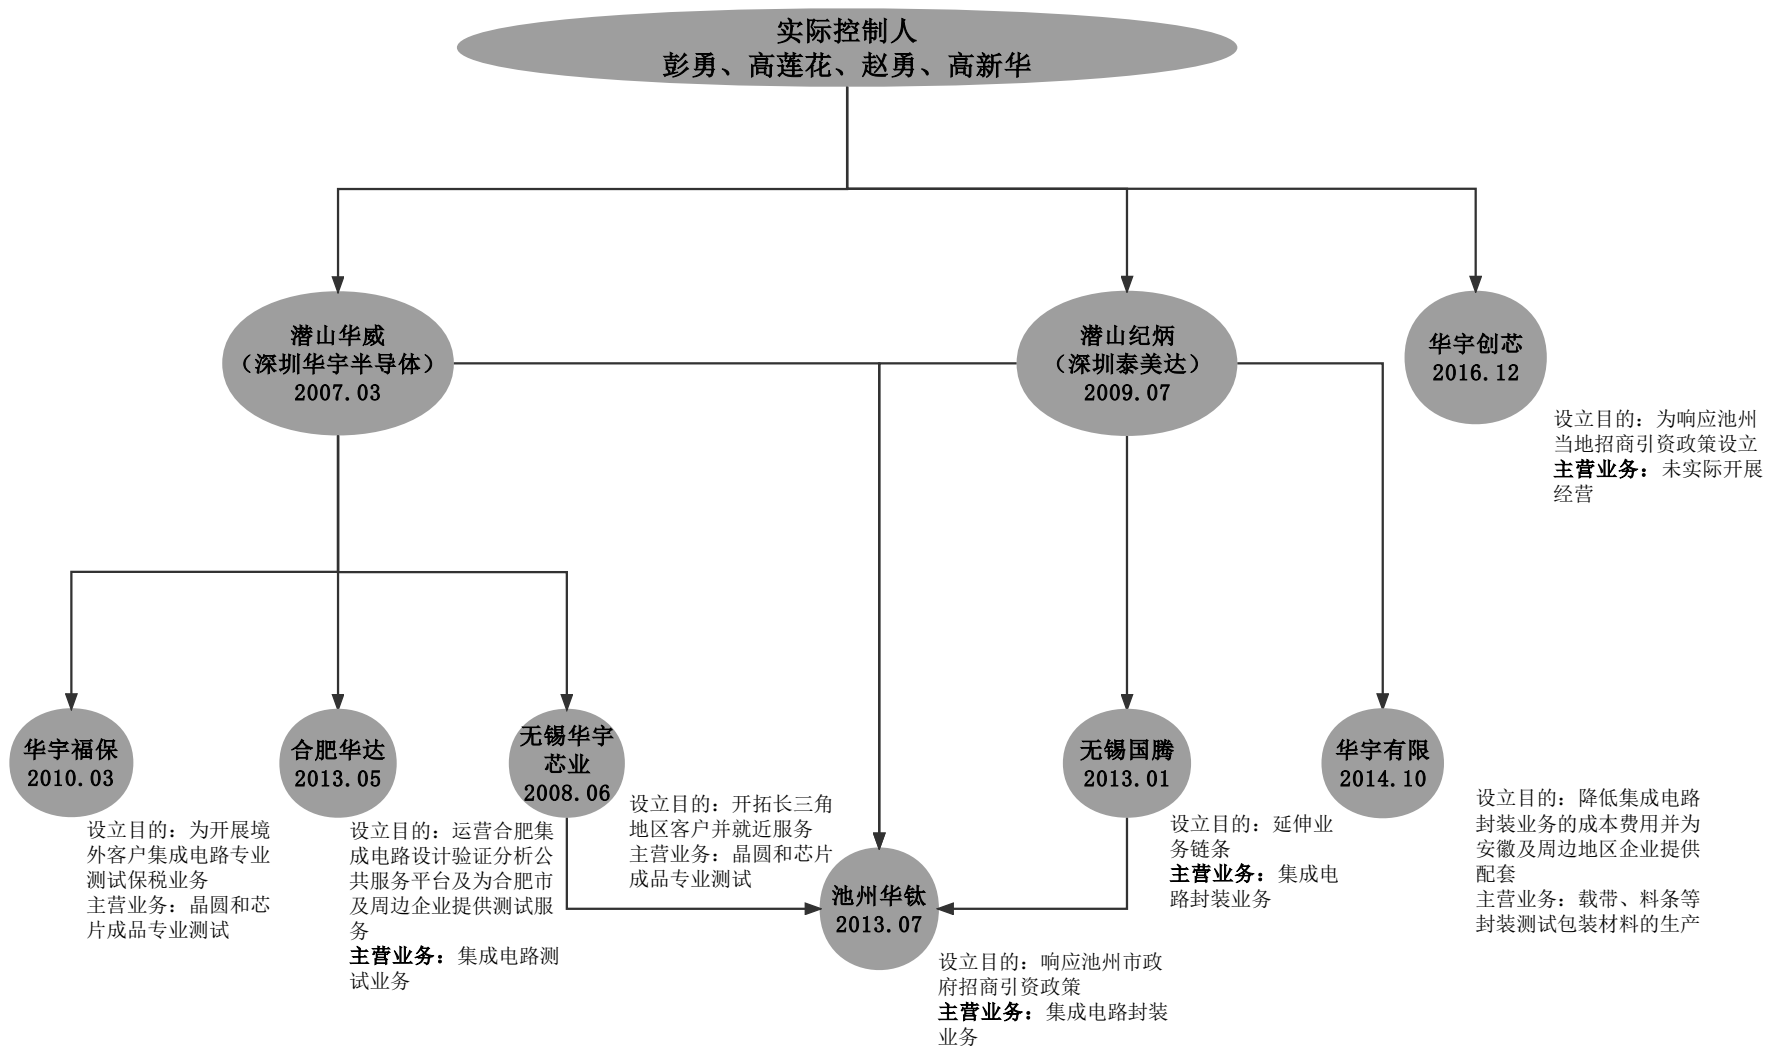 实际控制人
彭勇、高莲花、赵勇、高新华
潜山华威
（深圳华宇半导体）
2007.03
潜山纪炳
（深圳泰美达）
2009.07
华宇创芯
2016.12
设立目的：为响应池州
当地招商引资政策设立
主营业务：未实际开展
经营
华宇福保
2010.03
设立目的：为开展境
外客户集成电路专业
测试保税业务
主营业务：晶圆和芯
片成品专业测试
合肥华达
2013.05
设立目的：运营合肥集
成电路设计验证分析公
共服务平台及为合肥市
及周边企业提供测试服
务
主营业务：集成电路测
试业务
无锡华宇
芯业
2008.06
设立目的：开拓长三角
地区客户并就近服务
主营业务：晶圆和芯片
成品专业测试
池州华钛
2013.07
设立目的：响应池州市政
府招商引资政策
主营业务：集成电路封装
业务
无锡国腾
2013.01
设立目的：延伸业
务链条
主营业务：集成电
路封装业务
华宇有限
2014.10
设立目的：降低集成电路
封装业务的成本费用并为
安徽及周边地区企业提供
配套
主营业务：载带、料条等
封装测试包装材料的生产